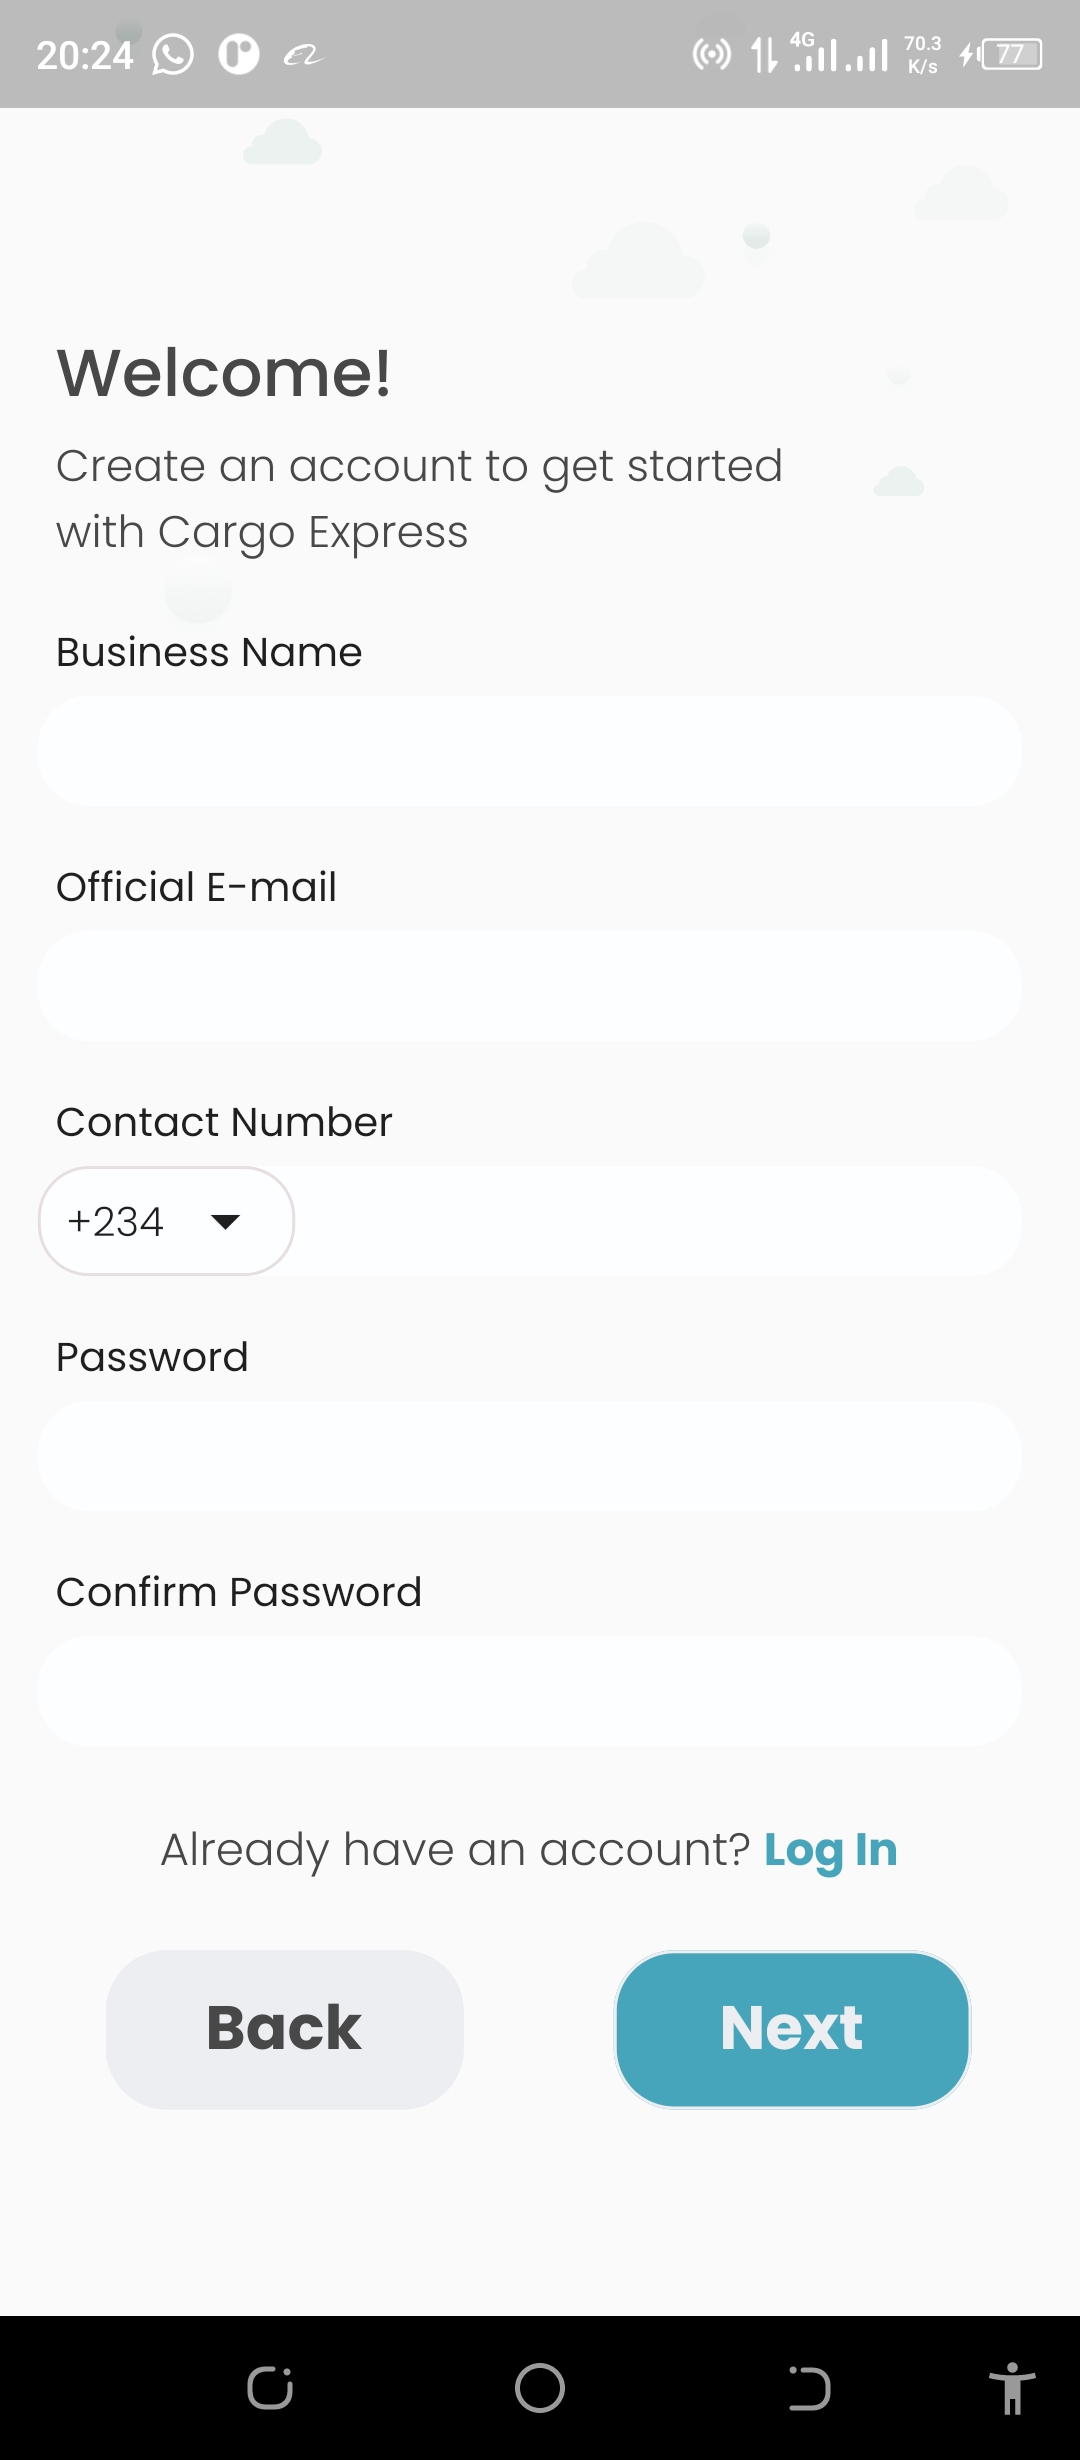 20:24 4G 70.3 K/s 77
Welcome!
Create an account to get started
with Cargo Express
Business Name
Official E-mail
Contact Number
+234
Password
Confirm Password
Already have an account? Log In
Back Next